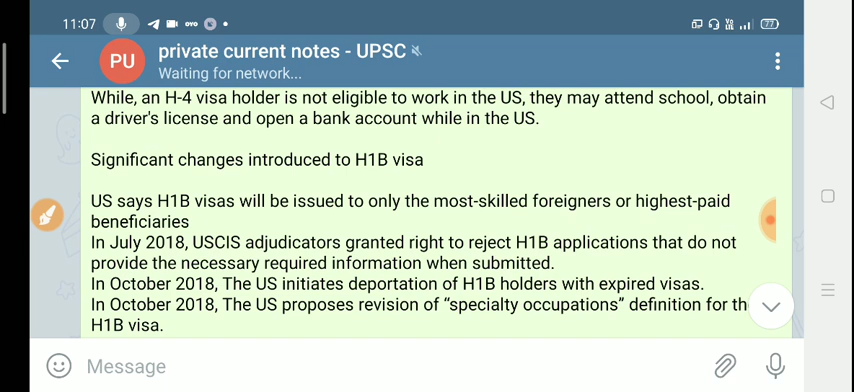 11:07
77
PU
private current notes - UPSC
Waiting for network...
While, an H-4 visa holder is not eligible to work in the US, they may attend school, obtain
a driver's license and open a bank account while in the US.
Significant changes introduced to H1B visa
US says H1B visas will be issued to only the most-skilled foreigners or highest-paid
beneficiaries
In July 2018, USCIS adjudicators granted right to reject H1B applications that do not
provide the necessary required information when submitted.
In October 2018, The US initiates deportation of H1B holders with expired visas.
In October 2018, The US proposes revision of “specialty occupations” definition for th
H1B visa.
Message